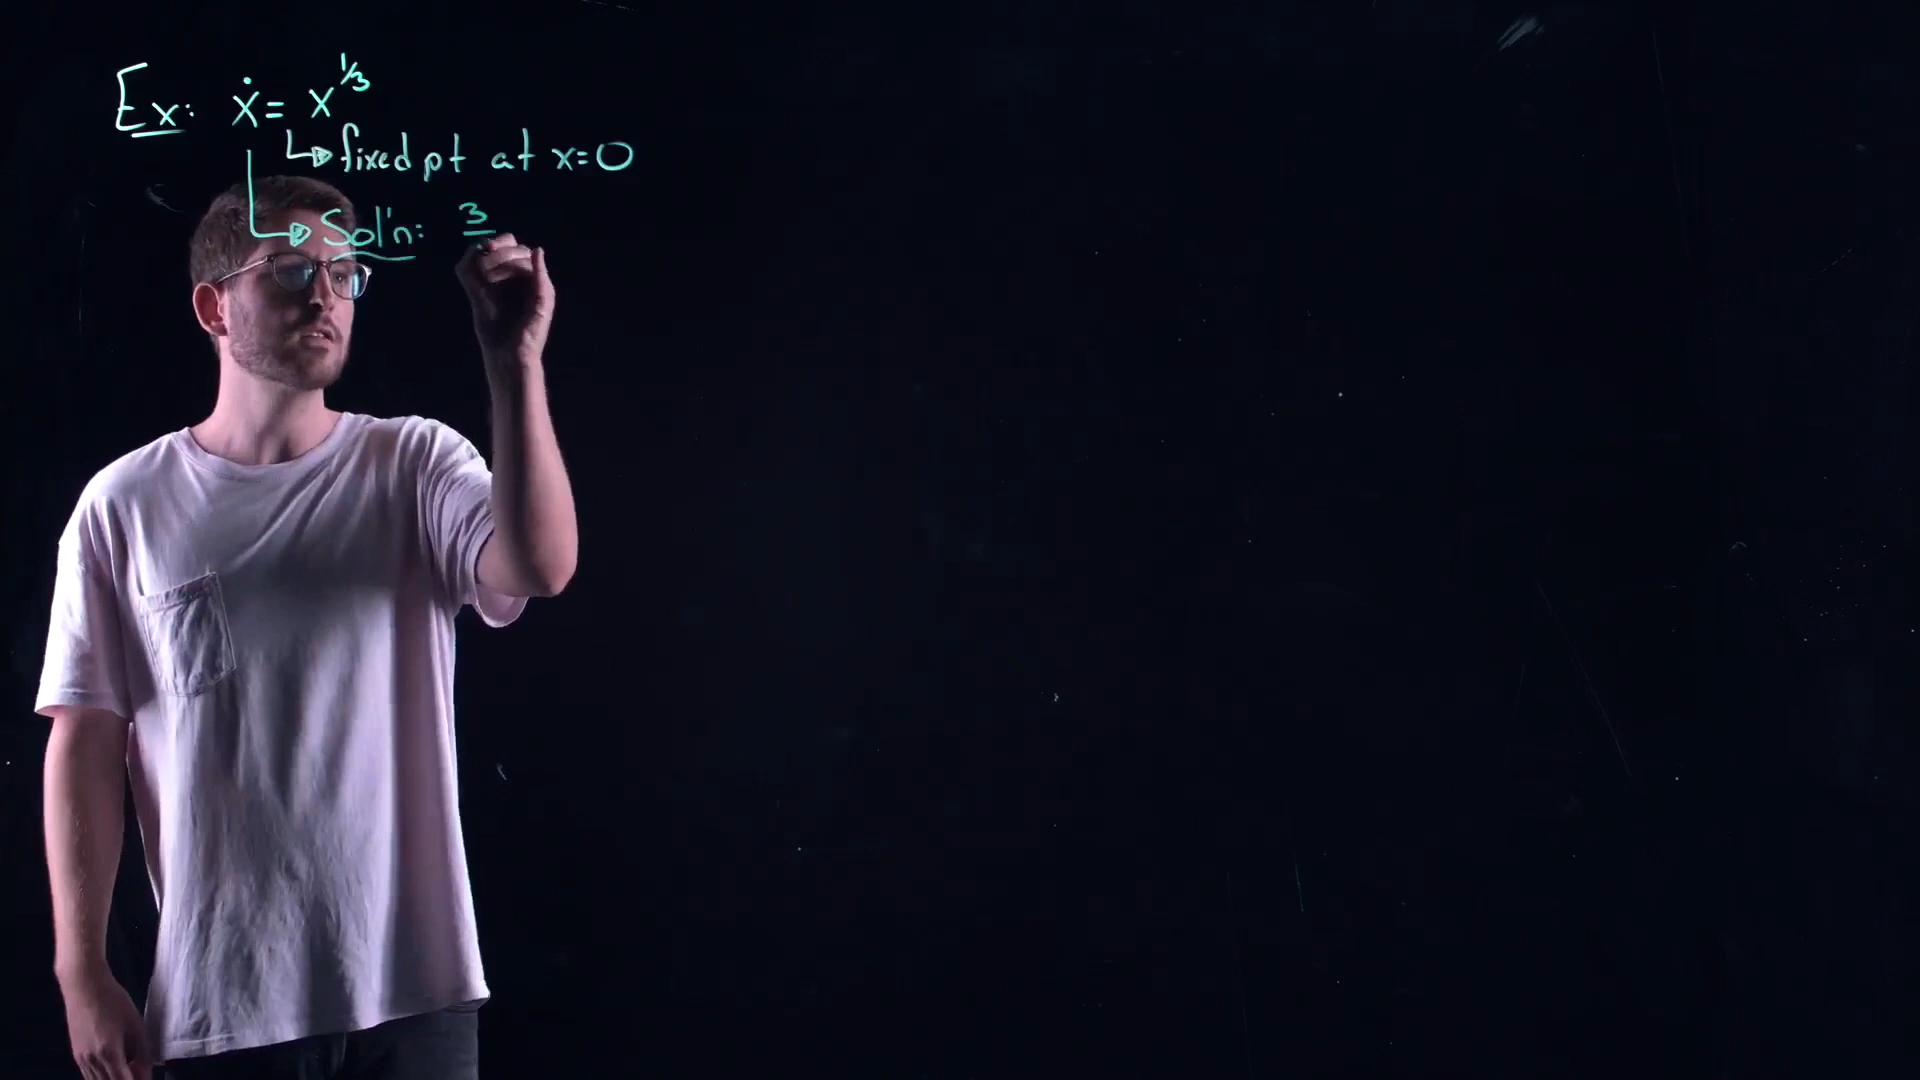 Ex: ẋ = x^1/3
fixed pt at x=0
Sol'n: 3